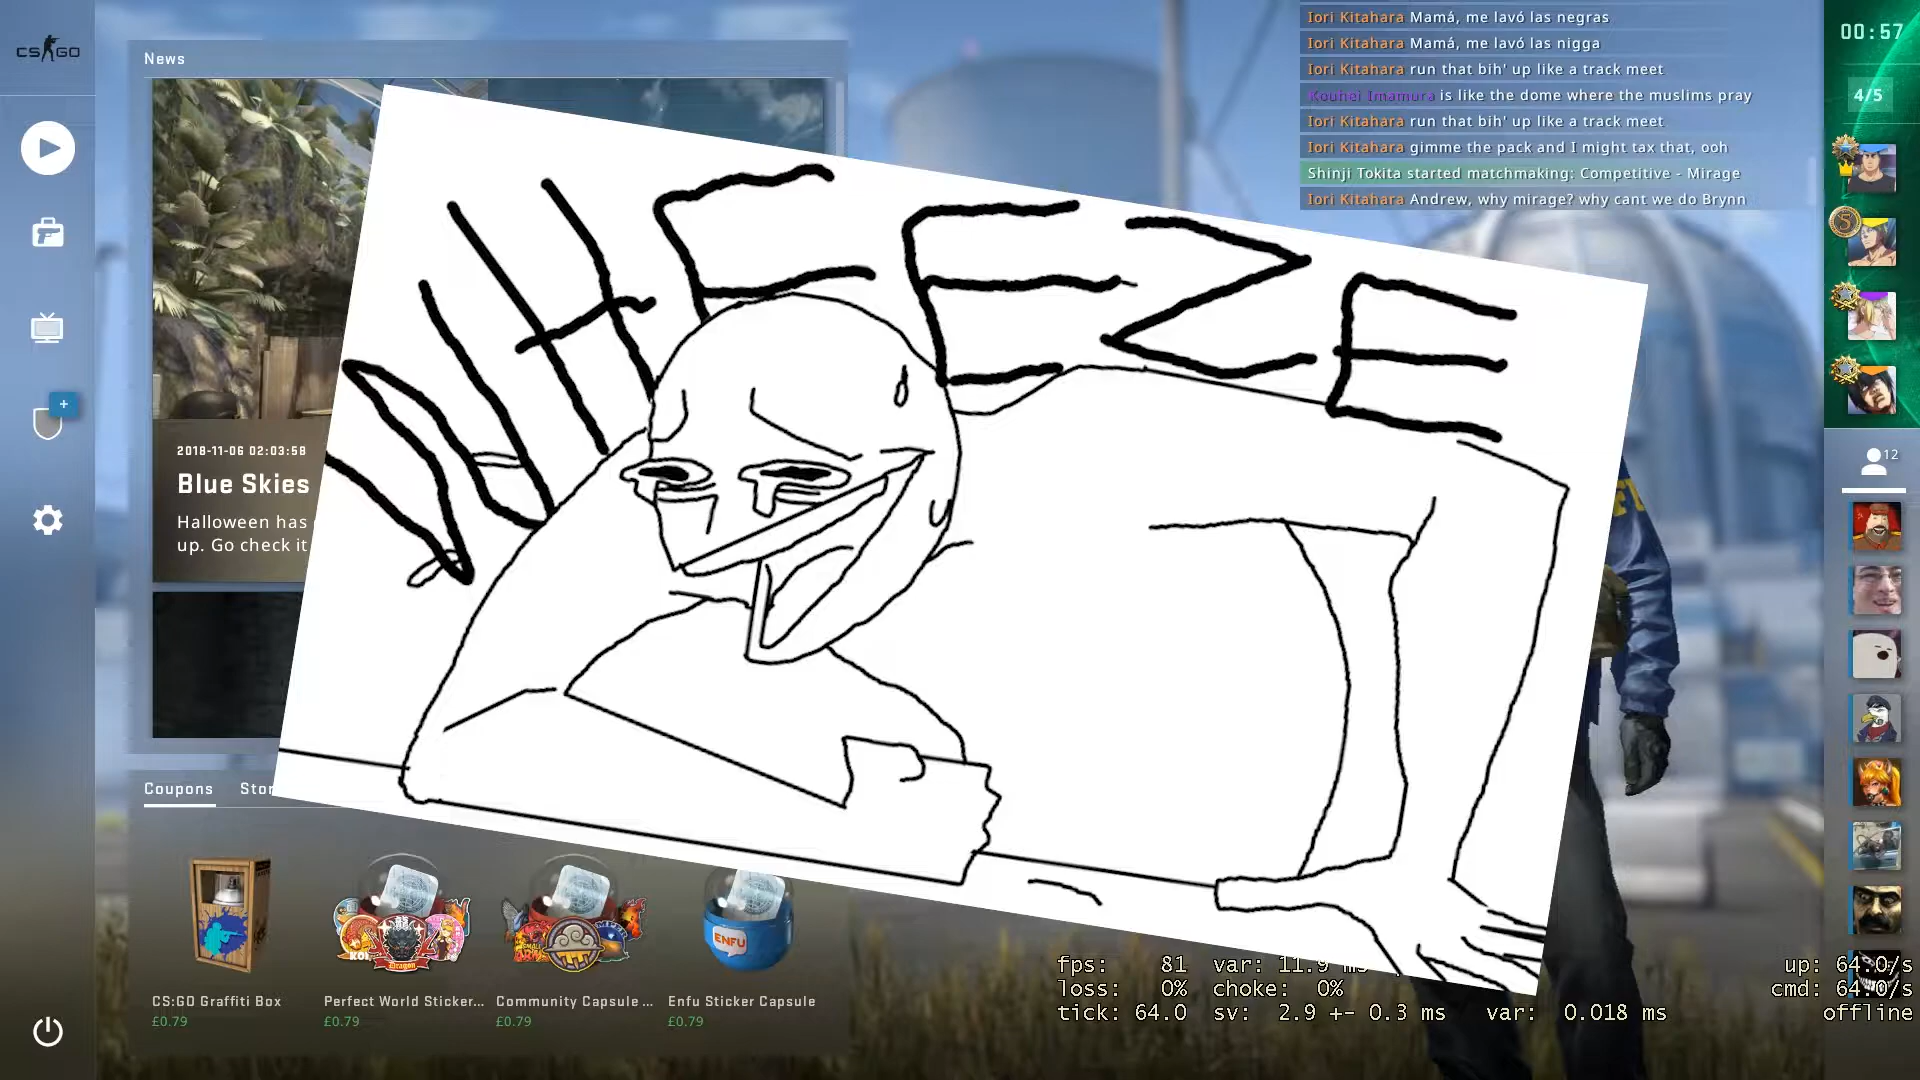 CS GO
News
2018-11-06 02:03:58
Blue Skies
Halloween has
up. Go check it
WHEEZE
Coupons
Stor
CS:GO Graffiti Box
£0.79
Perfect World Sticker...
£0.79
Community Capsule ...
£0.79
ENFU
Enfu Sticker Capsule
£0.79
Iori Kitahara Mamá, me lavó las negras
Iori Kitahara Mamá, me lavó las nigga
Iori Kitahara run that bih' up like a track meet
Kouhei Imamura is like the dome where the muslims pray
Iori Kitahara run that bih' up like a track meet
Iori Kitahara gimme the pack and I might tax that, ooh
Shinji Tokita started matchmaking: Competitive - Mirage
Iori Kitahara Andrew, why mirage? why cant we do Brynn
00:57
4/5
12
fps: 81 var: 11.9 ms up: 64.0/s
loss: 0% choke: 0% cmd: 64.0/s
tick: 64.0 sv: 2.9 +- 0.3 ms var: 0.018 ms offline